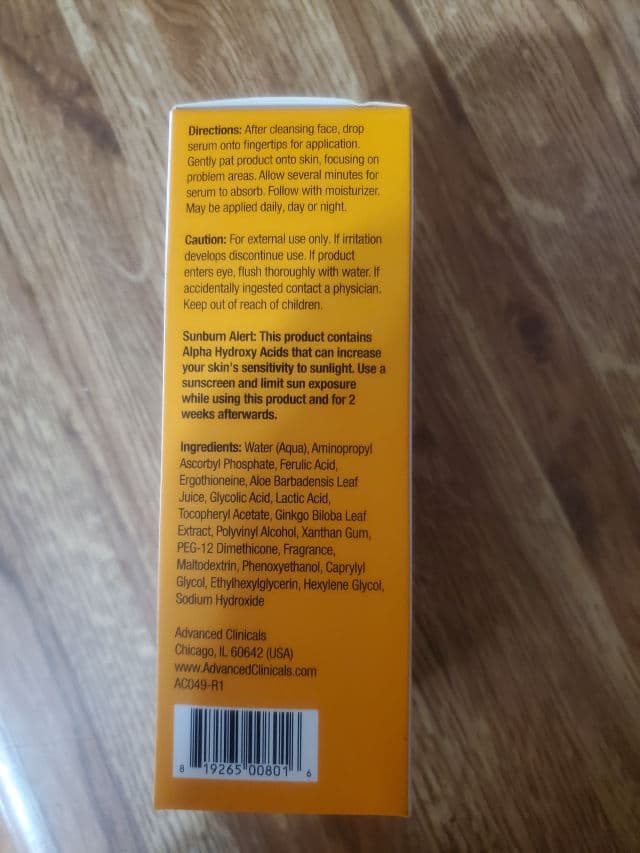 Directions: After cleansing face, drop
serum onto fingertips for application.
Gently pat product onto skin, focusing on
problem areas. Allow several minutes for
serum to absorb. Follow with moisturizer.
May be applied daily, day or night.
Caution: For external use only. If irritation
develops discontinue use. If product
enters eye, flush thoroughly with water. If
accidentally ingested contact a physician.
Keep out of reach of children.
Sunburn Alert: This product contains
Alpha Hydroxy Acids that can increase
your skin's sensitivity to sunlight. Use a
sunscreen and limit sun exposure
while using this product and for 2
weeks afterwards.
Ingredients: Water (Aqua), Aminopropyl
Ascorbyl Phosphate, Ferulic Acid,
Ergothioneine, Aloe Barbadensis Leaf
Juice, Glycolic Acid, Lactic Acid,
Tocopheryl Acetate, Ginkgo Biloba Leaf
Extract, Polyvinyl Alcohol, Xanthan Gum,
PEG-12 Dimethicone, Fragrance,
Maltodextrin, Phenoxyethanol, Caprylyl
Glycol, Ethylhexylglycerin, Hexylene Glycol,
Sodium Hydroxide
Advanced Clinicals
Chicago, IL 60642 (USA)
www.AdvancedClinicals.com
AC049-R1
8 19265 00801 6